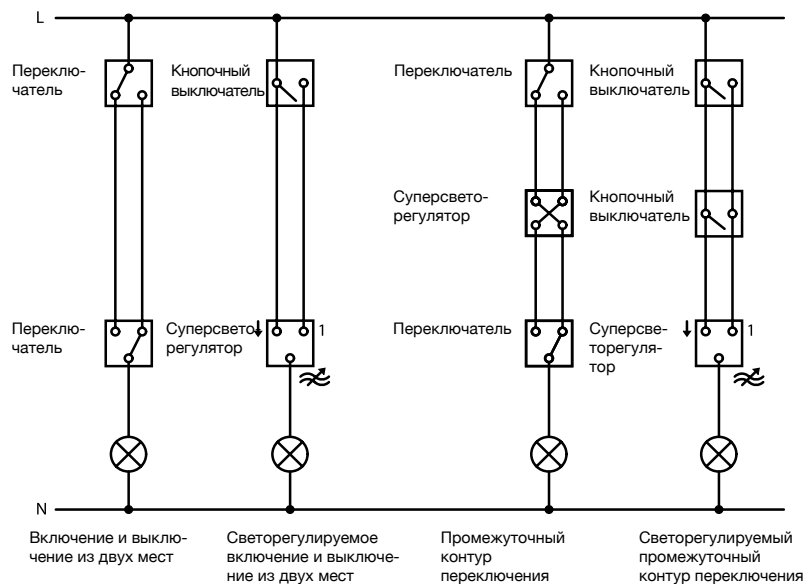 L
Переклю-
чатель
Кнопочный
выключатель
Переключатель
Кнопочный
выключатель
Суперсвето-
регулятор
Кнопочный
выключатель
Переклю-
чатель
Суперсвето
регулятор
1
Переключатель
Суперсве-
торегуля-
тор
1
N
Включение и выклю-
чение из двух мест
Светорегулируемое
включение и выключе-
ние из двух мест
Промежуточный
контур
переключения
Светорегулируемый
промежуточный
контур переключения